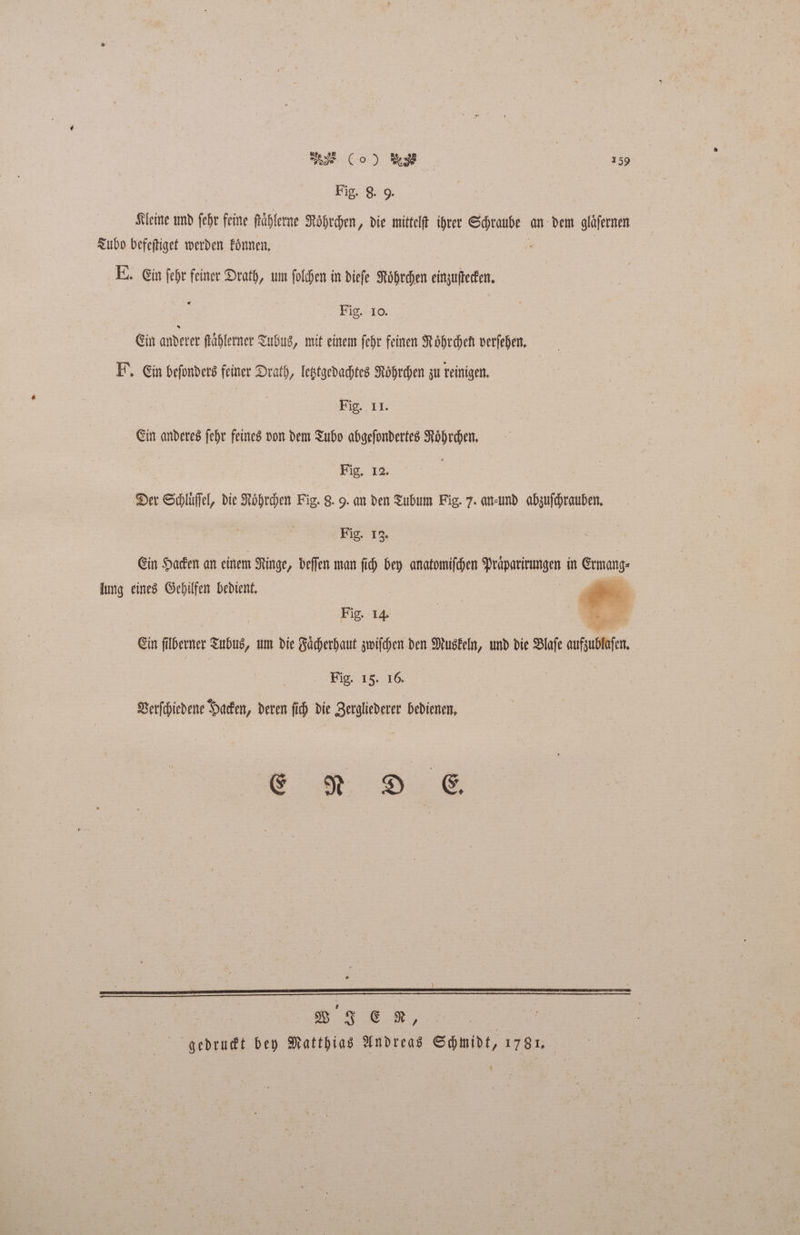 ( o ) 159
Fig. 8. 9.
Kleine und ſehr feine ſtåhlerne Röhrchen, die mittelſt ihrer Schraube an dem glåſernen
Tubo befeſtiget werden können.
E. Ein ſehr feiner Drath, um ſolchen in dieſe Röhrchen einzuſtecken.
Fig. 10.
Ein anderer ſtåhlerner Tubus, mit einem ſehr feinen Röhrchen verſehen.
F. Ein beſonders feiner Drath, letztgedachtes Röhrchen zu reinigen.
Fig. 11.
Ein anderes ſehr feines von dem Tubo abgeſondertes Röhrchen.
Fig. 12.
Der Schlüſſel, die Röhrchen Fig. 8. 9. an den Tubum Fig. 7. an-und abzuſchrauben.
Fig. 13.
Ein Hacken an einem Ringe, deſſen man ſich bey anatomiſchen Pråparirungen in Ermang-
lung eines Gehilfen bedient.
Fig. 14.
Ein ſilberner Tubus, um die Fåcherhaut zwiſchen den Muskeln, und die Blaſe aufzublaſen.
Fig. 15. 16.
Verſchiedene Hacken, deren ſich die Zergliederer bedienen.
E N D E.
WIEN,
gedruckt bey Matthias Andreas Schmidt, 1781.